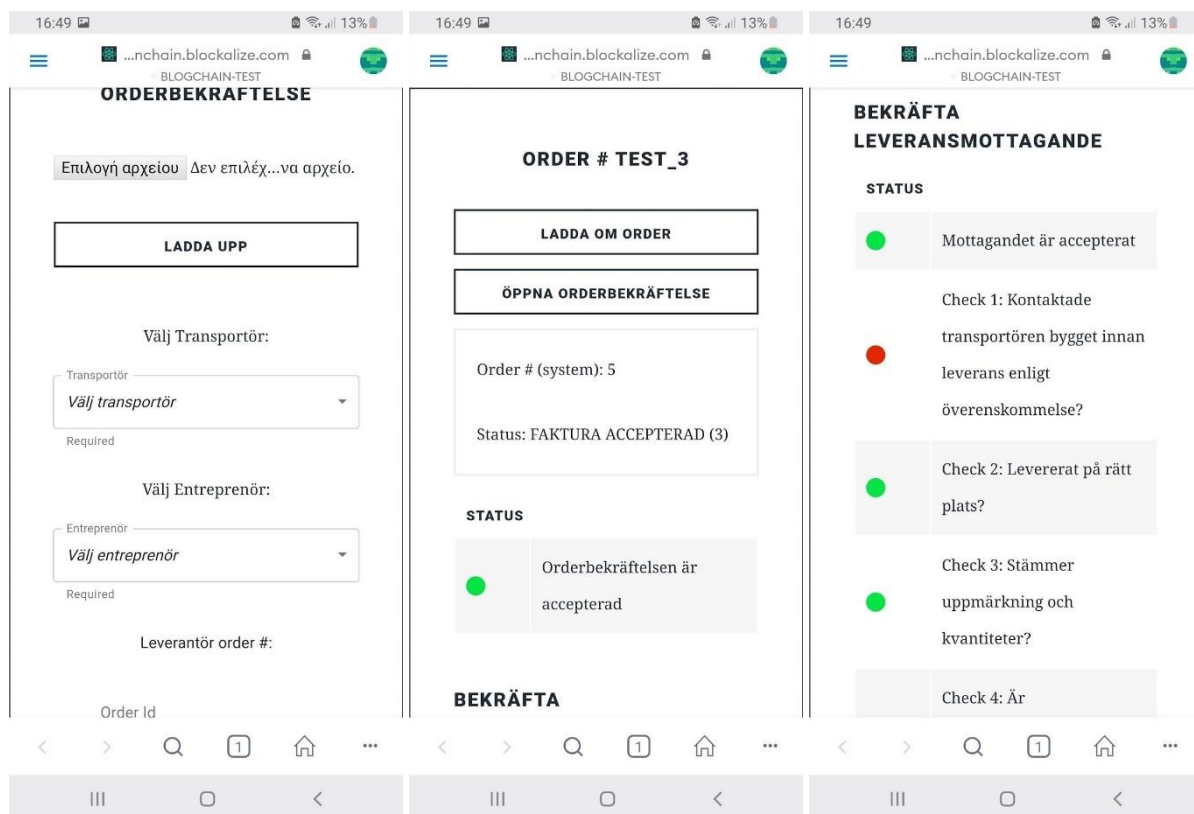 16:49 13%
...nchain.blockalize.com
BLOGCHAIN-TEST
ORDERBEKRÄFTELSE
Επιλογή αρχείου Δεν επιλέχ...να αρχείο.
LADDA UPP
Välj Transportör:
Transportör
Välj transportör
Required
Välj Entreprenör:
Entreprenör
Välj entreprenör
Required
Leverantör order #:
Order Id
1
16:49 13%
...nchain.blockalize.com
BLOGCHAIN-TEST
ORDER # TEST_3
LADDA OM ORDER
ÖPPNA ORDERBEKRÄFTELSE
Order # (system): 5
Status: FAKTURA ACCEPTERAD (3)
STATUS
Orderbekräftelsen är
accepterad
BEKRÄFTA
1
16:49 13%
...nchain.blockalize.com
BLOGCHAIN-TEST
BEKRÄFTA
LEVERANSMOTTAGANDE
STATUS
Mottagandet är accepterat
Check 1: Kontaktade
transportören bygget innan
leverans enligt
överenskommelse?
Check 2: Levererat på rätt
plats?
Check 3: Stämmer
uppmärkning och
kvantiteter?
Check 4: Är
1